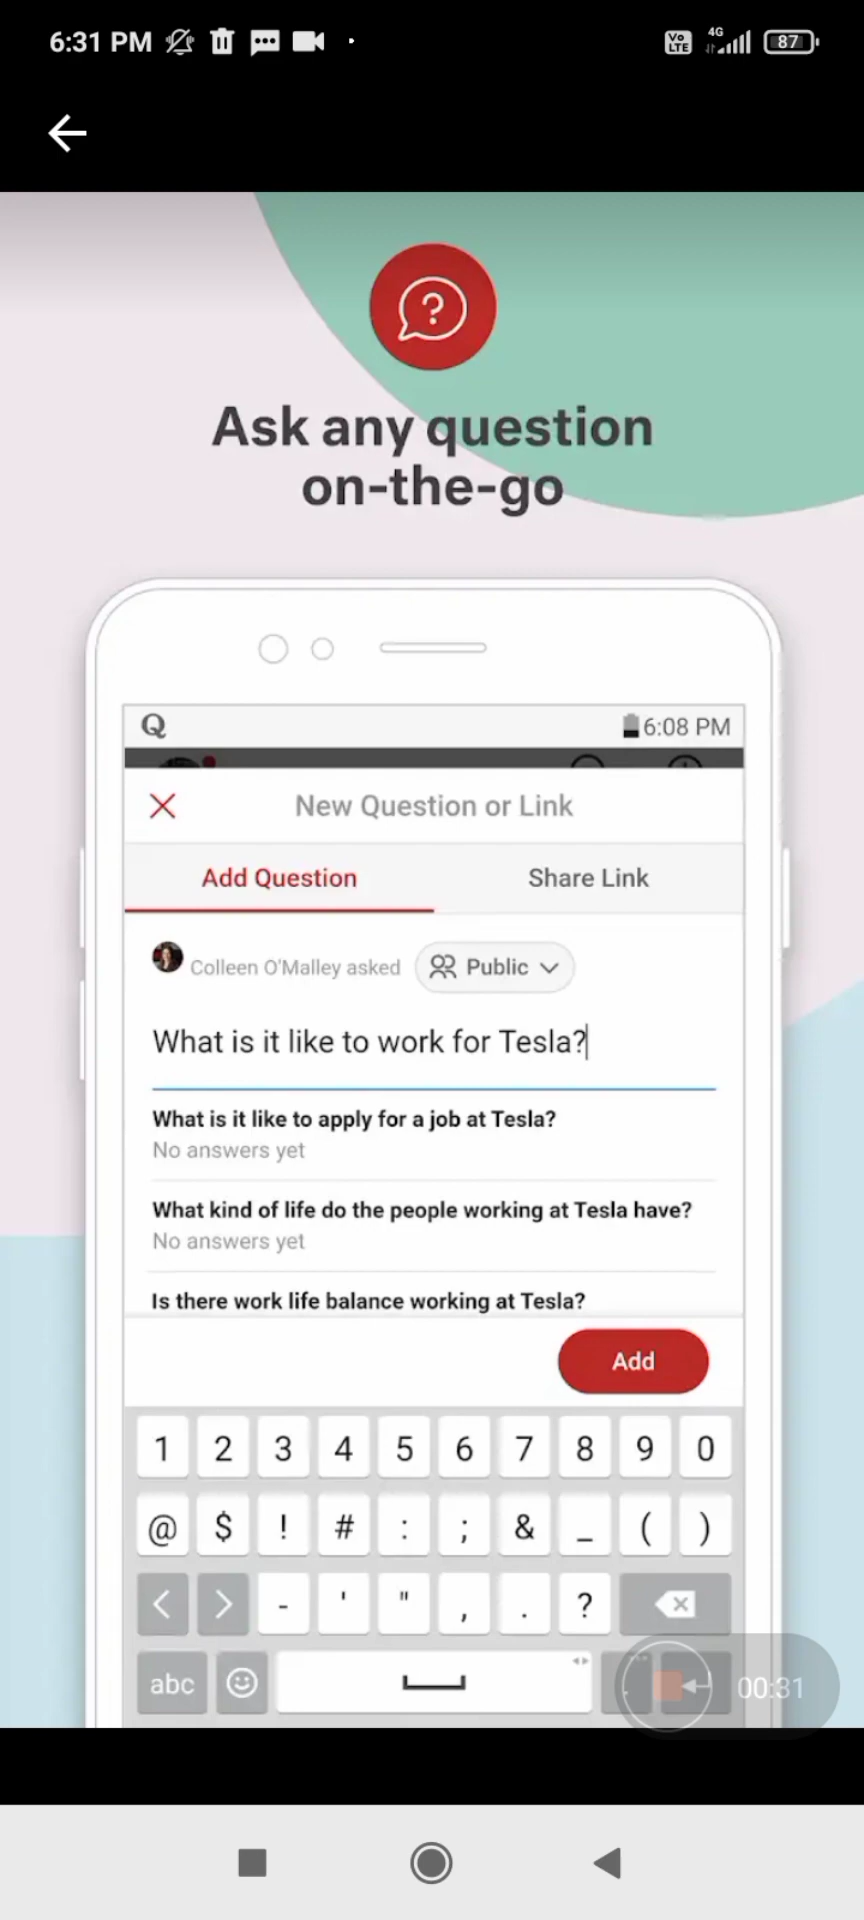 6:31 PM
Vo LTE
4G
87
Ask any question
on-the-go
Q
6:08 PM
New Question or Link
Add Question
Share Link
Colleen O'Malley asked
Public
What is it like to work for Tesla?
What is it like to apply for a job at Tesla?
No answers yet
What kind of life do the people working at Tesla have?
No answers yet
Is there work life balance working at Tesla?
Add
1 2 3 4 5 6 7 8 9 0
@ $ ! # : ; & _ ( )
< > - ' " , . ?
abc
00:31